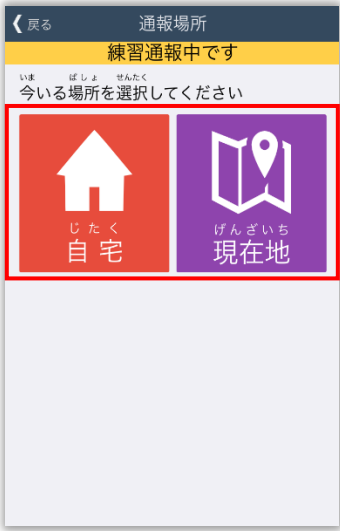 戻る 通報場所
練習通報中です
いま ばしょ せんたく
今いる場所を選択してください
じたく げんざいち
自宅 現在地